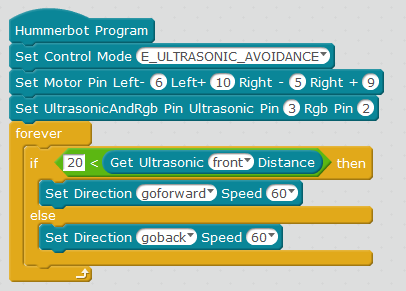 Hummerbot Program
Set Control Mode E_ULTRASONIC_AVOIDANCE
Set Motor Pin Left- 6 Left+ 10 Right - 5 Right + 9
Set UltrasonicAndRgb Pin Ultrasonic Pin 3 Rgb Pin 2
forever
if 20 < Get Ultrasonic front Distance then
Set Direction goforward Speed 60
else
Set Direction goback Speed 60